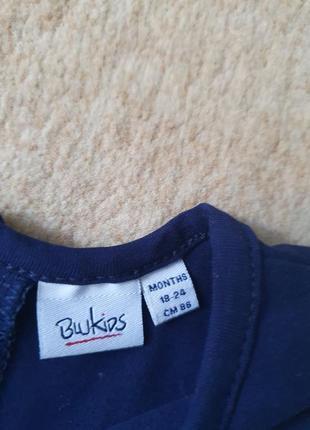 BluKids
MONTHS
18-24
CM 86